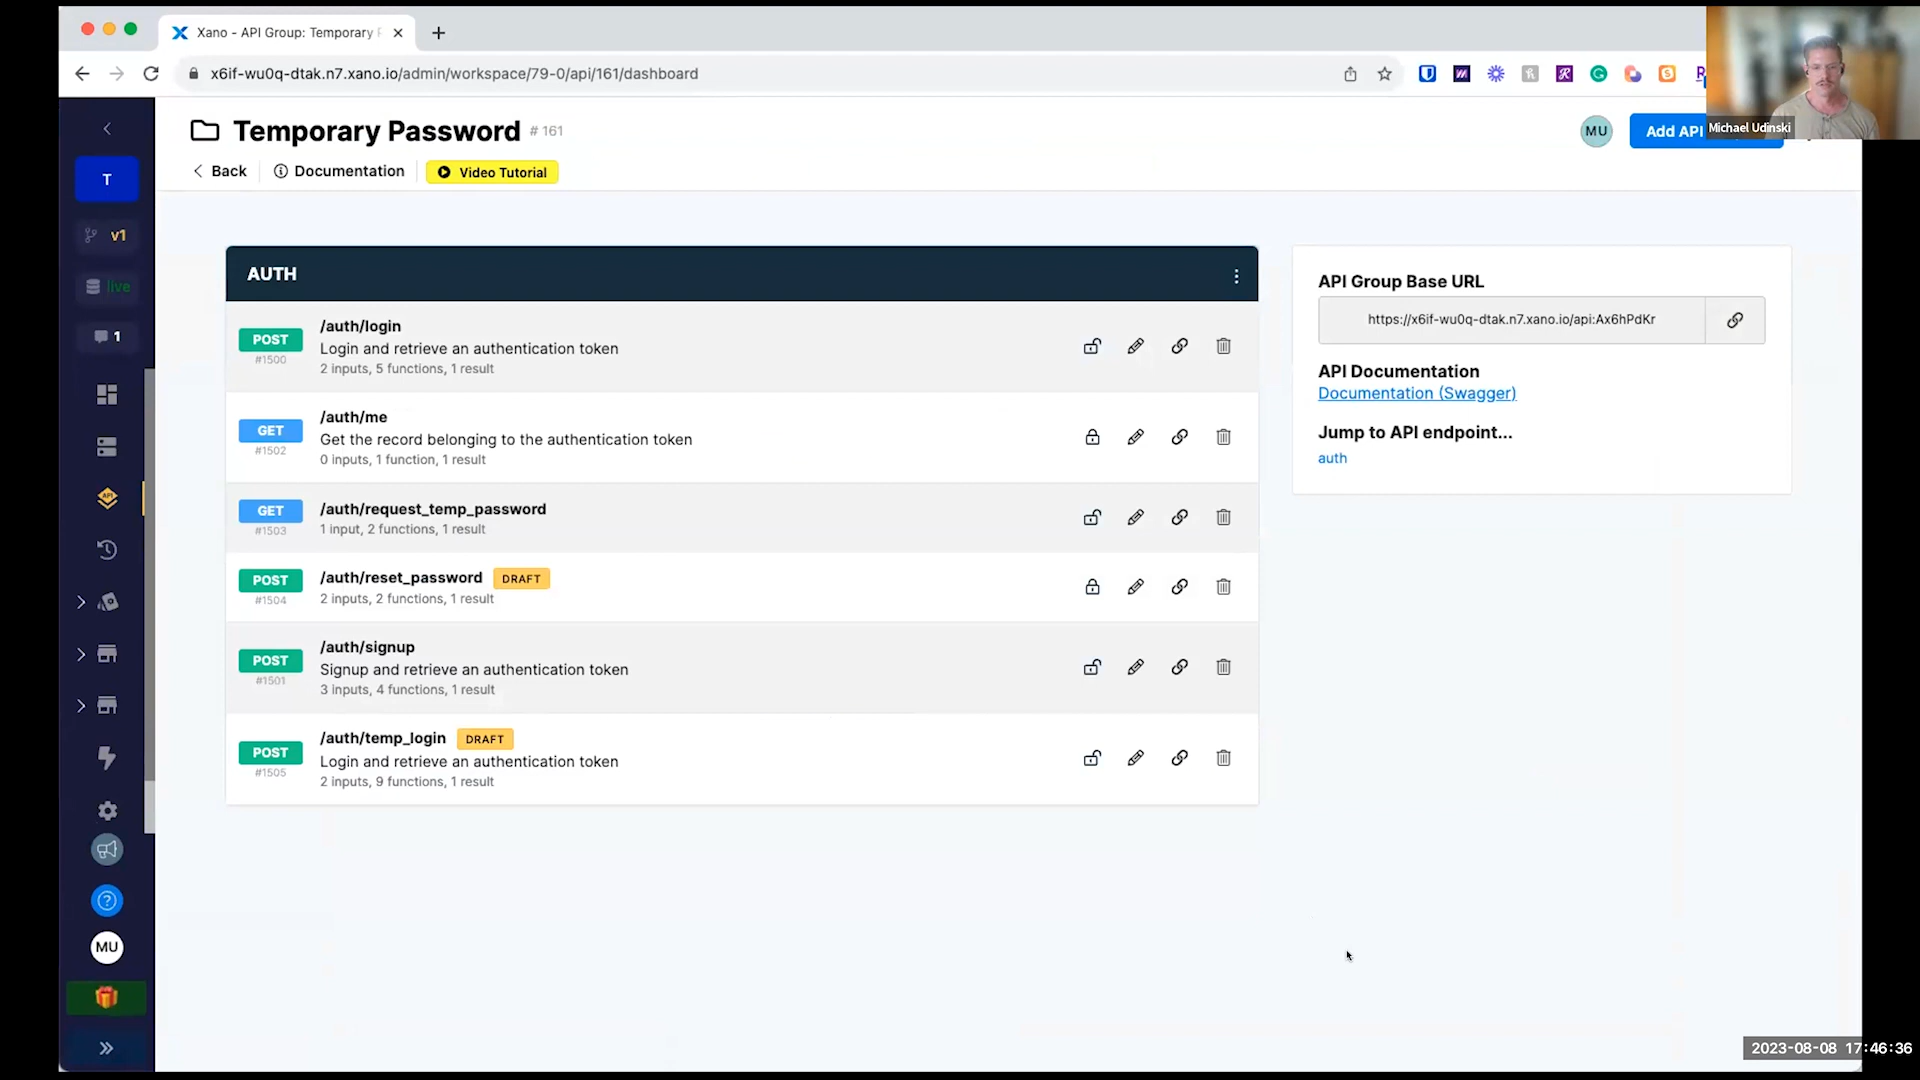 Xano - API Group: Temporary
x6if-wu0q-dtak.n7.xano.io/admin/workspace/79-0/api/161/dashboard
Michael Udinski
T
v1
live
1
MU
Temporary Password # 161
MU
Add API
Back
Documentation
Video Tutorial
AUTH
POST
#1500
/auth/login
Login and retrieve an authentication token
2 inputs, 5 functions, 1 result
GET
#1502
/auth/me
Get the record belonging to the authentication token
0 inputs, 1 function, 1 result
GET
#1503
/auth/request_temp_password
1 input, 2 functions, 1 result
POST
#1504
/auth/reset_password DRAFT
2 inputs, 2 functions, 1 result
POST
#1501
/auth/signup
Signup and retrieve an authentication token
3 inputs, 4 functions, 1 result
POST
#1505
/auth/temp_login DRAFT
Login and retrieve an authentication token
2 inputs, 9 functions, 1 result
API Group Base URL
https://x6if-wu0q-dtak.n7.xano.io/api:Ax6hPdKr
API Documentation
Documentation (Swagger)
Jump to API endpoint...
auth
2023-08-08 17:46:36